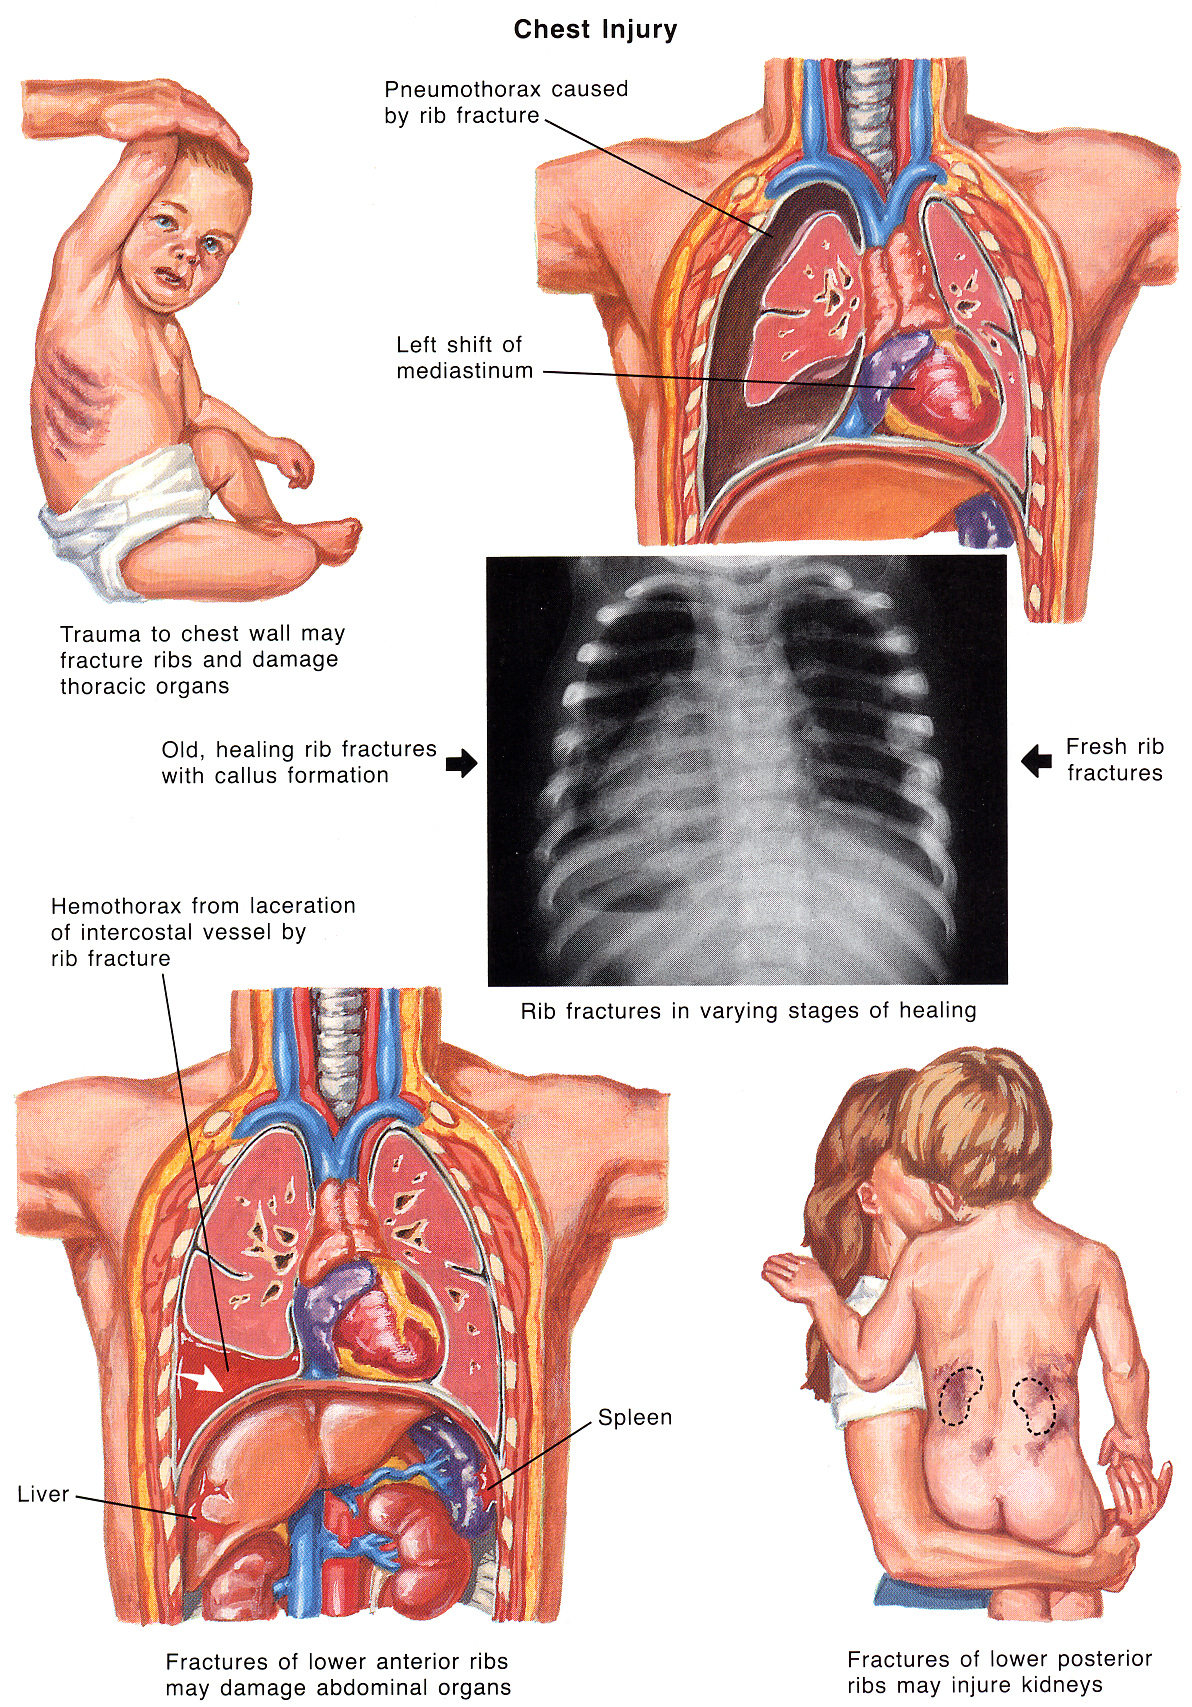 Chest Injury
Pneumothorax caused
by rib fracture
Left shift of
mediastinum
Trauma to chest wall may
fracture ribs and damage
thoracic organs
Old, healing rib fractures
with callus formation
Fresh rib
fractures
Hemothorax from laceration
of intercostal vessel by
rib fracture
Rib fractures in varying stages of healing
Spleen
Liver
Fractures of lower anterior ribs
may damage abdominal organs
Fractures of lower posterior
ribs may injure kidneys